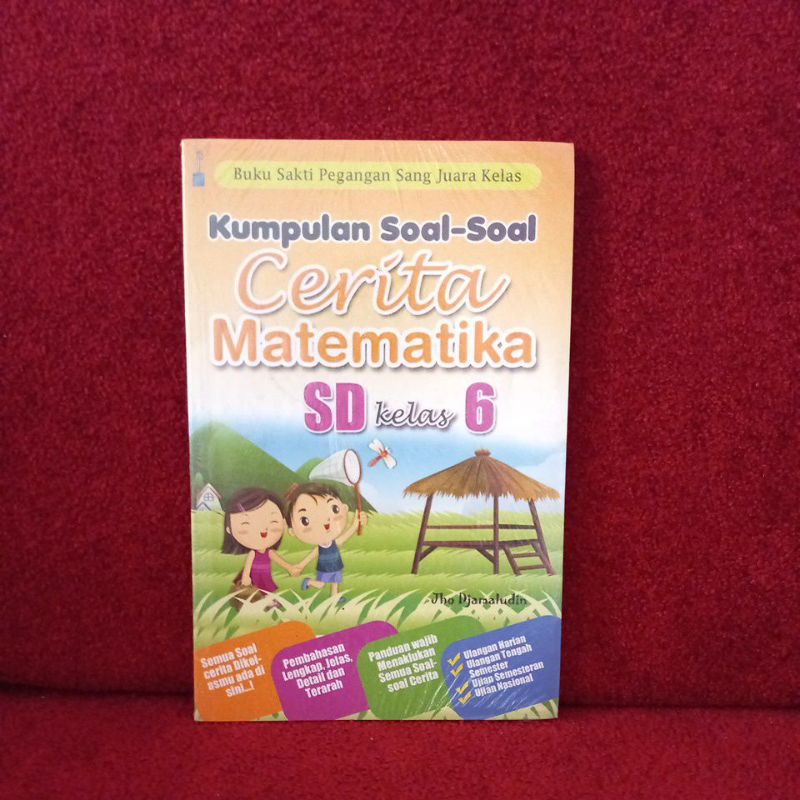 Buku Sakti Pegangan Sang Juara Kelas
Kumpulan Soal-Soal
Cerita
Matematika
SD kelas 6
Jho Djamaludin
Semua Soal
cerita Dikel-
asmu ada di
sini...!
Pembahasan
Lengkap, Jelas,
Detail dan
Terarah
Panduan wajib
Menaklukan
Semua Soal-
soal Cerita
Ulangan Harian
Ulangan Tengah
Semester
Ujian Semesteran
Ujian Nasional